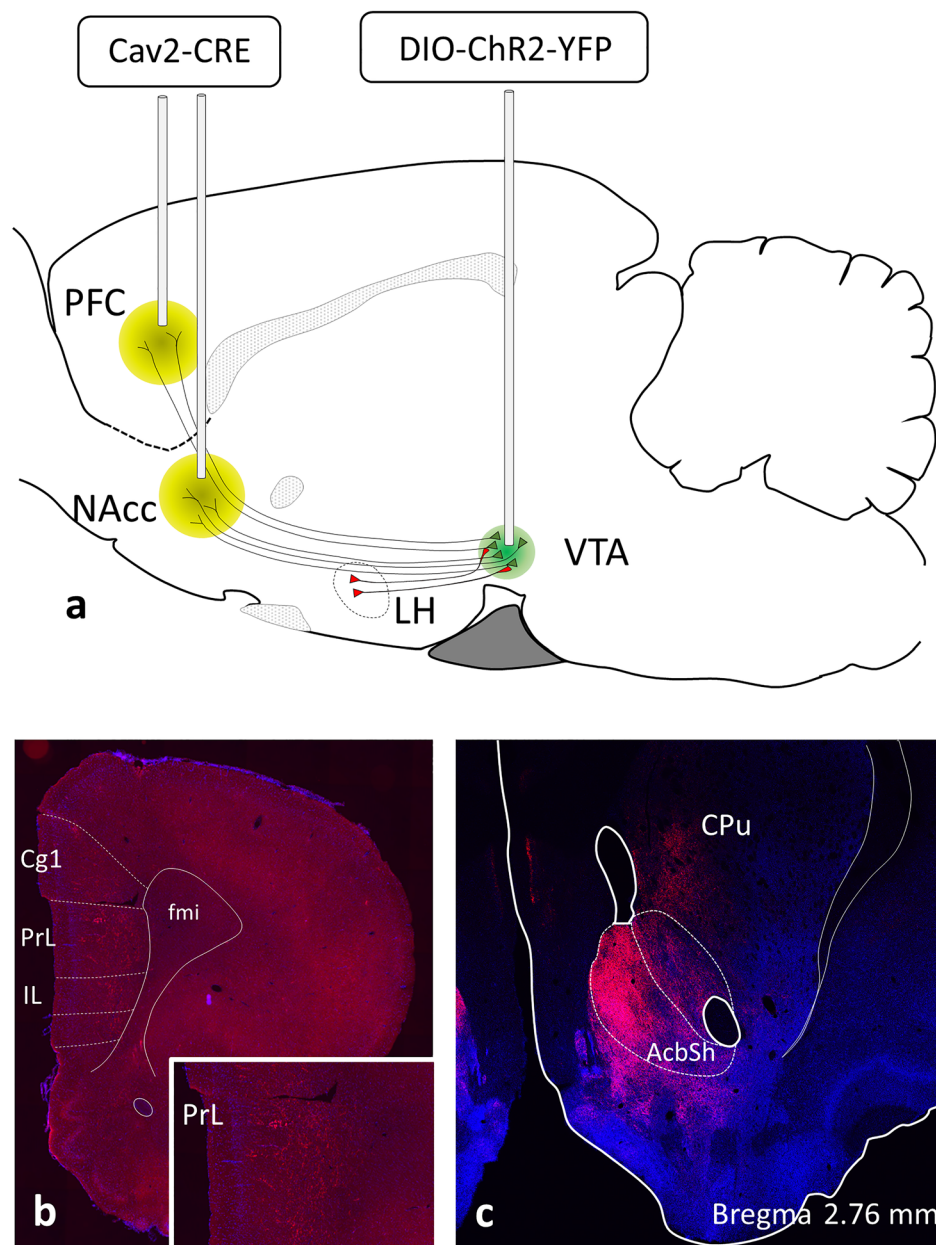 Cav2-CRE
DIO-ChR2-YFP
PFC
NAcc
VTA
LH
a
Cg1
fmi
PrL
IL
PrL
b
CPu
AcbSh
Bregma 2.76 mm
c